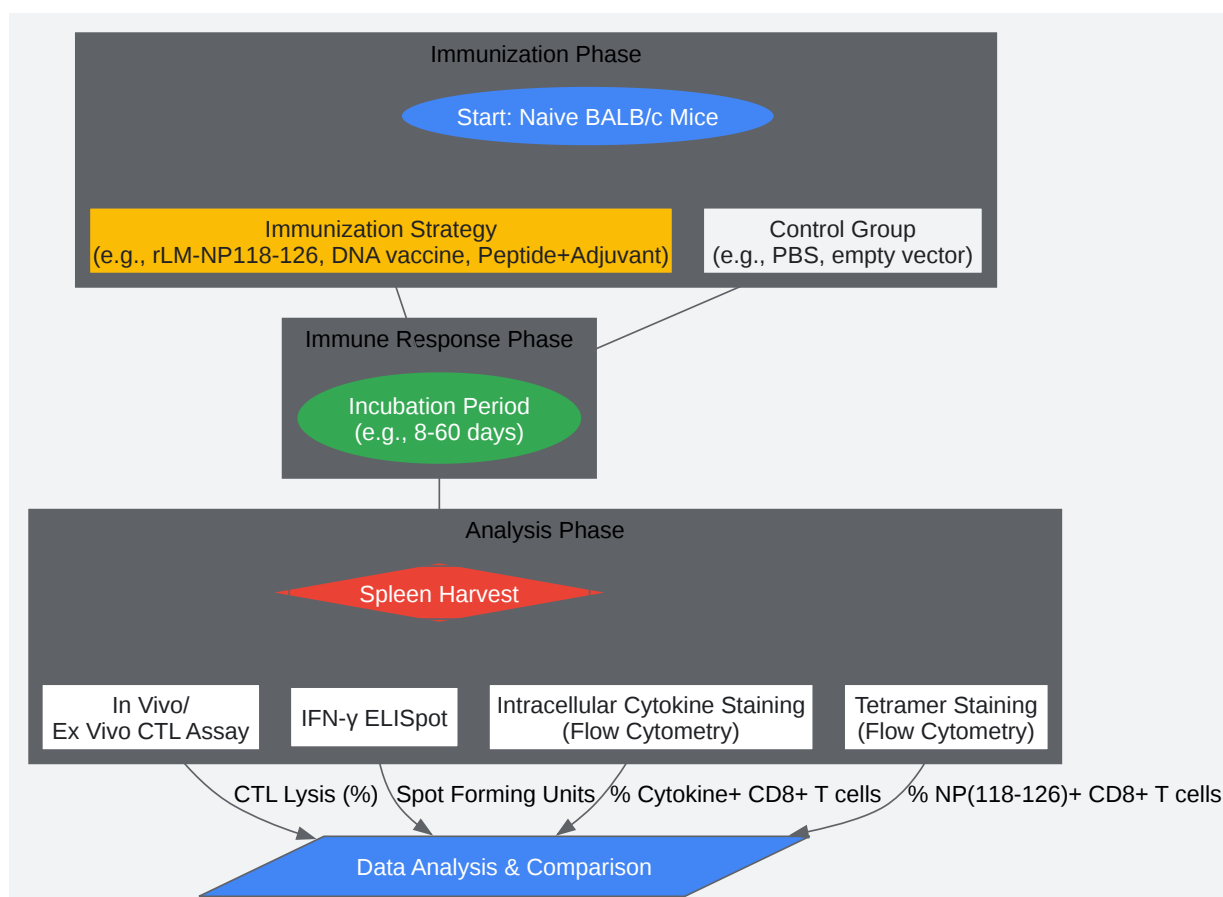 Immunization Phase
Start: Naive BALB/c Mice
Immunization Strategy
(e.g., rLM-NP118-126, DNA vaccine, Peptide+Adjuvant)
Control Group
(e.g., PBS, empty vector)
Immune Response Phase
Incubation Period
(e.g., 8-60 days)
Analysis Phase
Spleen Harvest
In Vivo/
Ex Vivo CTL Assay
IFN-γ ELISpot
Intracellular Cytokine Staining
(Flow Cytometry)
Tetramer Staining
(Flow Cytometry)
CTL Lysis (%)
Spot Forming Units
% Cytokine+ CD8+ T cells
% NP(118-126)+ CD8+ T cells
Data Analysis & Comparison